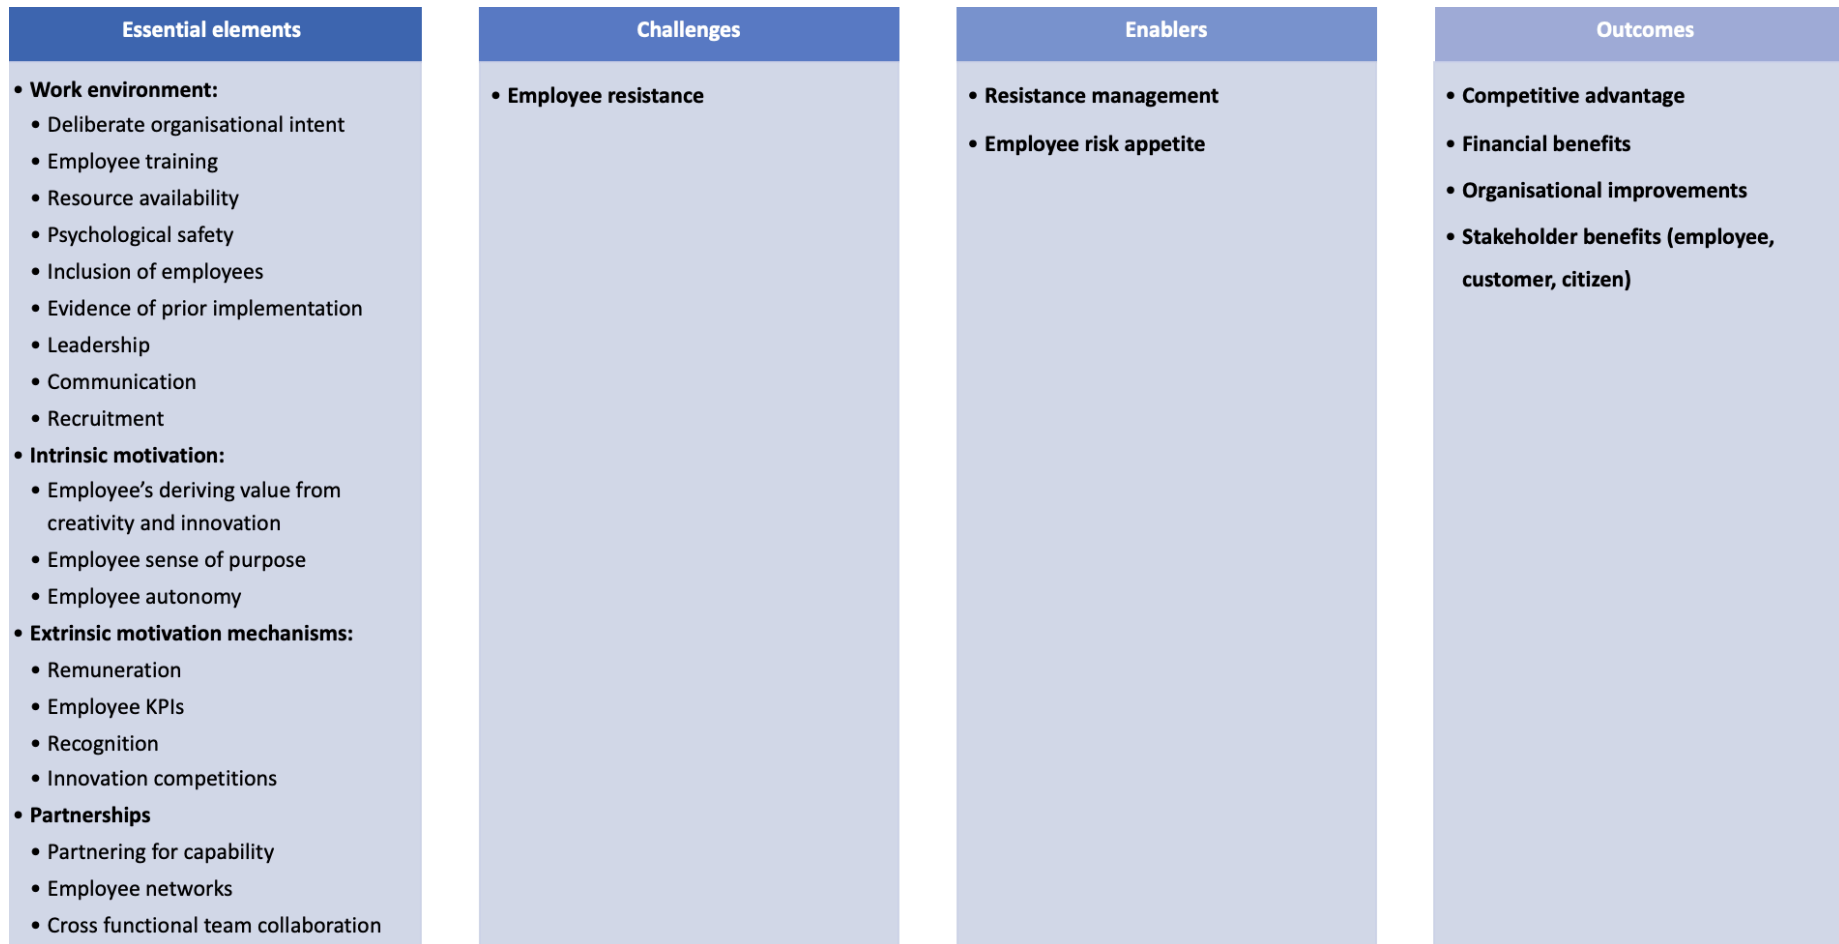 Essential elements
• Work environment:
• Deliberate organisational intent
• Employee training
• Resource availability
• Psychological safety
• Inclusion of employees
• Evidence of prior implementation
• Leadership
• Communication
• Recruitment
• Intrinsic motivation:
• Employee’s deriving value from
creativity and innovation
• Employee sense of purpose
• Employee autonomy
• Extrinsic motivation mechanisms:
• Remuneration
• Employee KPIs
• Recognition
• Innovation competitions
• Partnerships
• Partnering for capability
• Employee networks
• Cross functional team collaboration
Challenges
• Employee resistance
Enablers
• Resistance management
• Employee risk appetite
Outcomes
• Competitive advantage
• Financial benefits
• Organisational improvements
• Stakeholder benefits (employee,
customer, citizen)